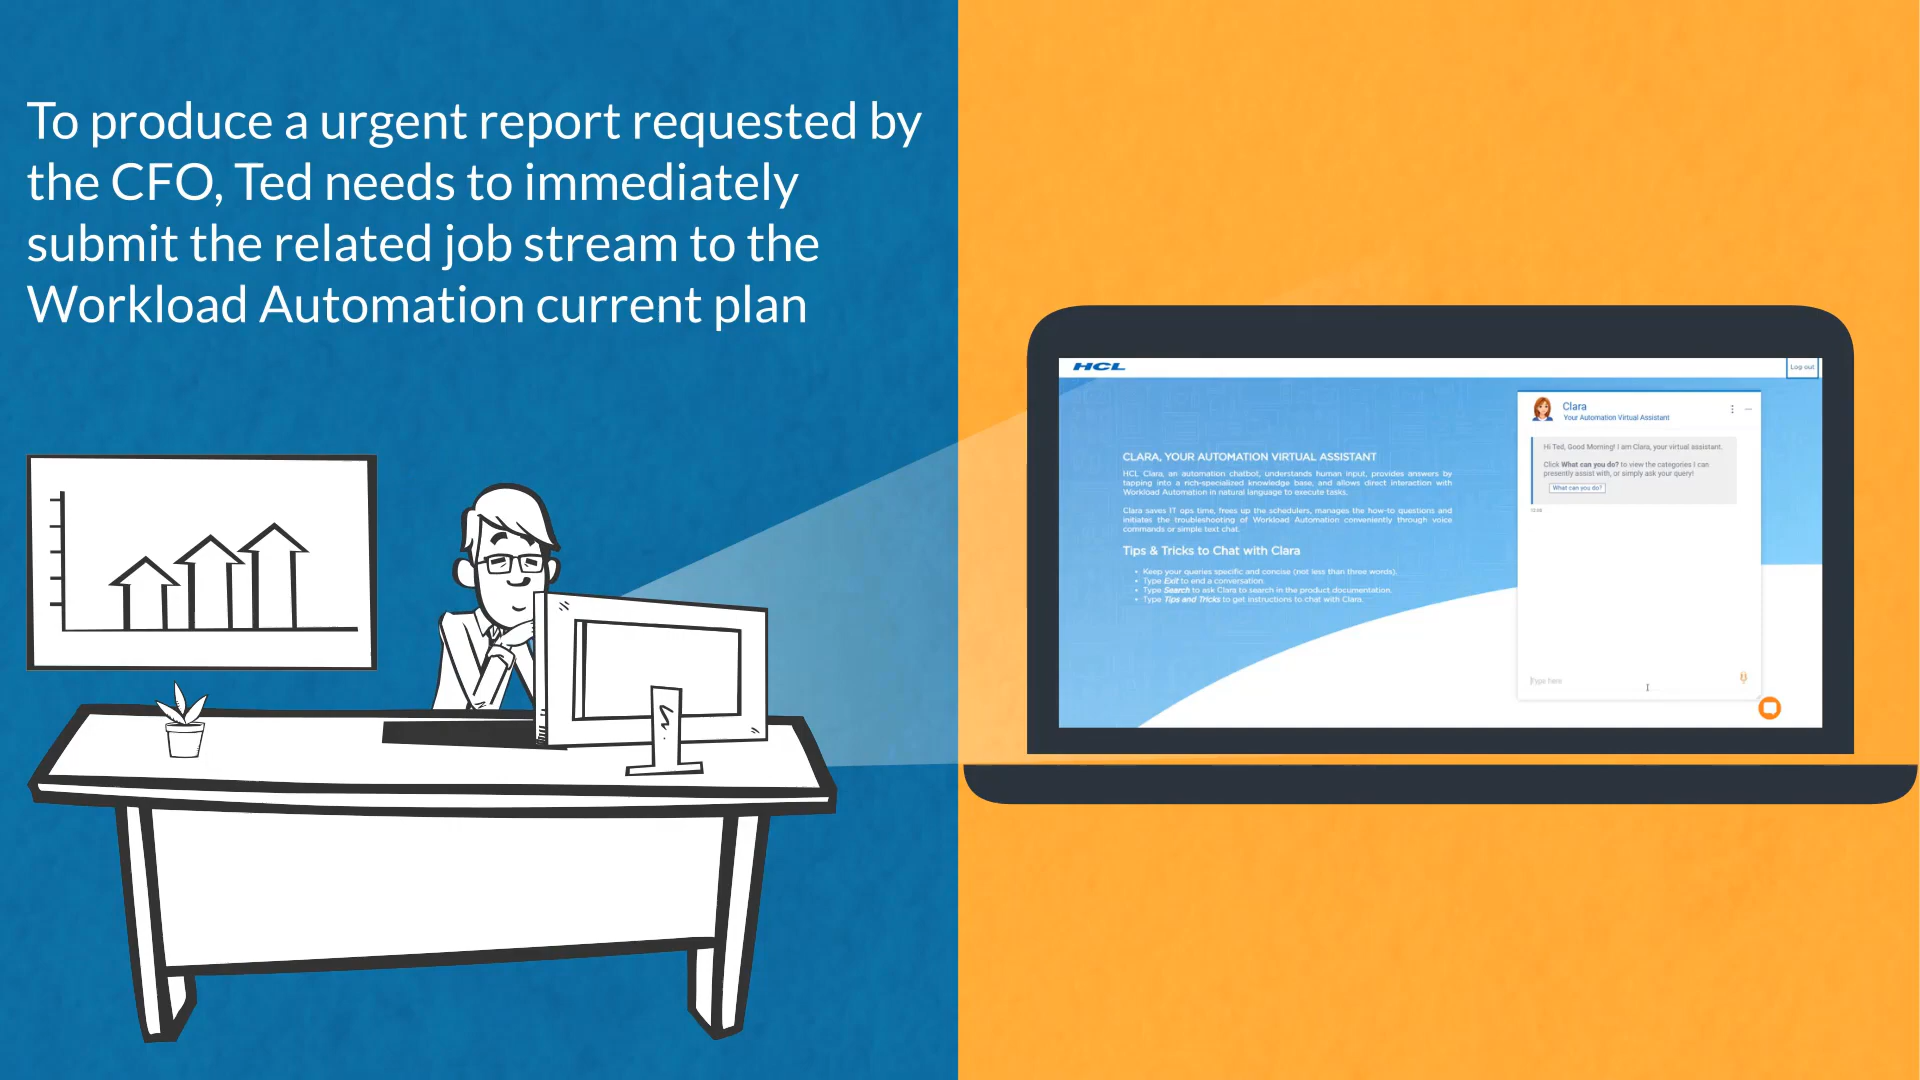 To produce a urgent report requested by
the CFO, Ted needs to immediately
submit the related job stream to the
Workload Automation current plan
HCL
Log out
CLARA, YOUR AUTOMATION VIRTUAL ASSISTANT
HCL Clara, an automation chatbot, understands human input, provides answers by
tapping into a rich-specialized knowledge base, and allows direct interaction with
Workload Automation in natural language to execute tasks.
Clara saves IT ops time, frees up the schedulers, manages the how-to questions and
initiates the troubleshooting of Workload Automation conveniently through voice
commands or simple text chat.
Tips & Tricks to Chat with Clara
• Keep your queries specific and concise (not less than three words).
• Type Exit to end a conversation.
• Type Search to ask Clara to search in the product documentation.
• Type Tips and Tricks to get instructions to chat with Clara.
Clara
Your Automation Virtual Assistant
Hi Ted, Good Morning! I am Clara, your virtual assistant.
Click What can you do? to view the categories I can
presently assist with, or simply ask your query!
What can you do?
Type here